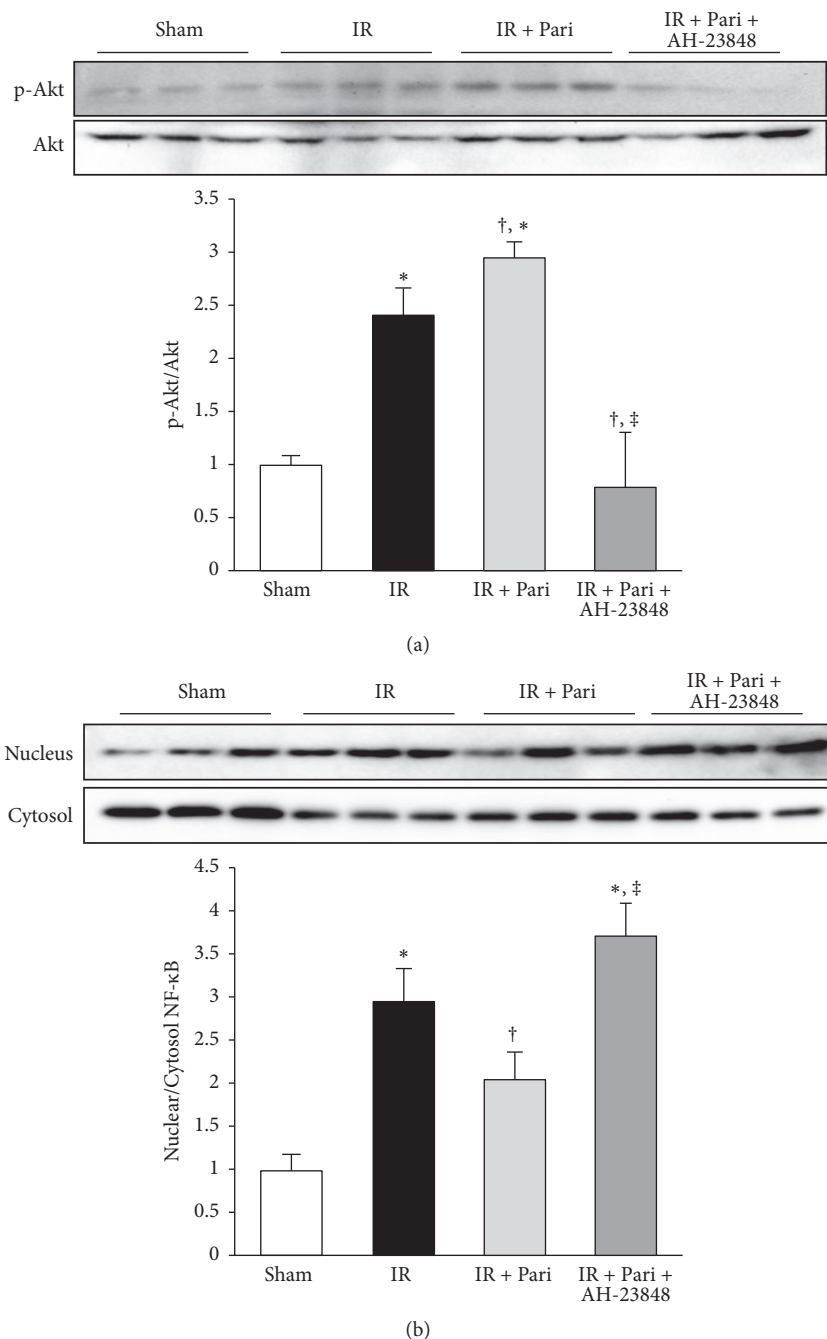 Sham IR IR + Pari IR + Pari +
AH-23848
p-Akt
Akt
3.5
3
2.5
2
1.5
1
0.5
0
p-Akt/Akt
*
†, *
†, ‡
Sham IR IR + Pari IR + Pari +
AH-23848
(a)
Sham IR IR + Pari IR + Pari +
AH-23848
Nucleus
Cytosol
4.5
4
3.5
3
2.5
2
1.5
1
0.5
0
Nuclear/Cytosol NF-κB
*
†
*, ‡
Sham IR IR + Pari IR + Pari +
AH-23848
(b)